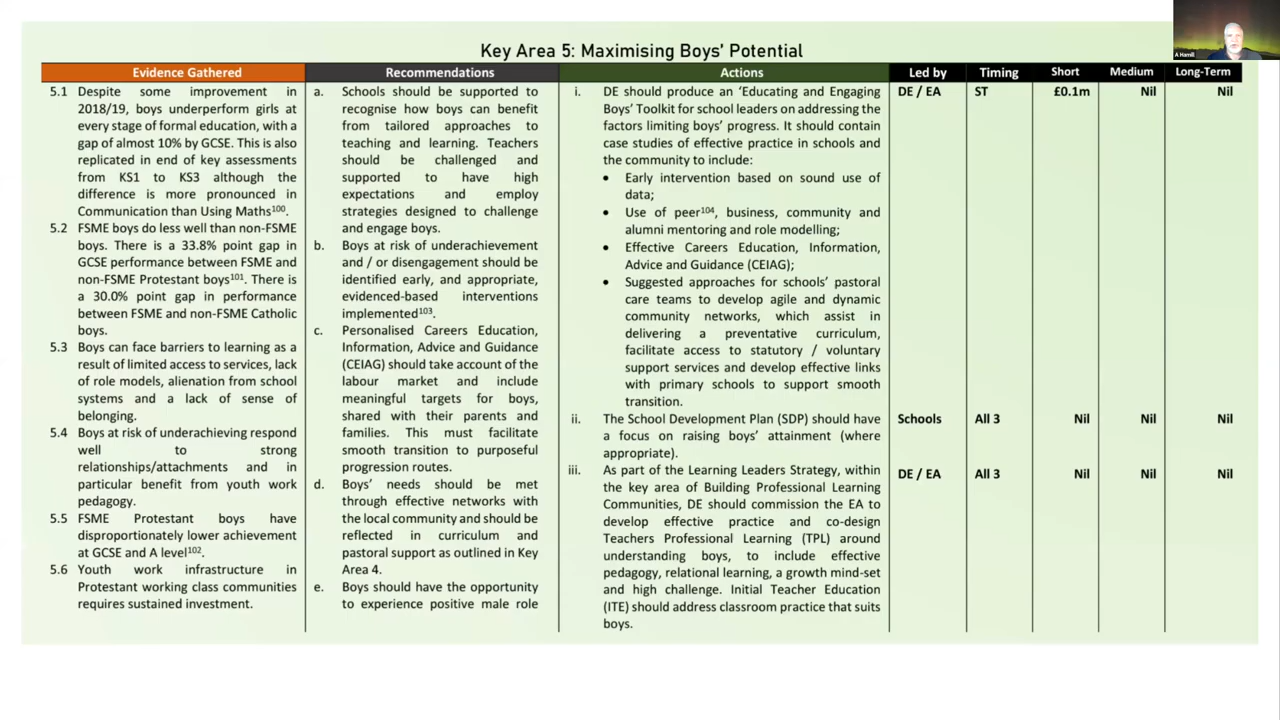 Key Area 5: Maximising Boys' Potential
A Hamill
Evidence Gathered
5.1 Despite some improvement in
2018/19, boys underperform girls at
every stage of formal education, with a
gap of almost 10% by GCSE. This is also
replicated in end of key assessments
from KS1 to KS3 although the
difference is more pronounced in
Communication than Using Maths¹⁰⁰.
5.2 FSME boys do less well than non-FSME
boys. There is a 33.8% point gap in
GCSE performance between FSME and
non-FSME Protestant boys¹⁰¹. There is
a 30.0% point gap in performance
between FSME and non-FSME Catholic
boys.
5.3 Boys can face barriers to learning as a
result of limited access to services, lack
of role models, alienation from school
systems and a lack of sense of
belonging.
5.4 Boys at risk of underachieving respond
well to strong
relationships/attachments and in
particular benefit from youth work
pedagogy.
5.5 FSME Protestant boys have
disproportionately lower achievement
at GCSE and A level¹⁰².
5.6 Youth work infrastructure in
Protestant working class communities
requires sustained investment.
Recommendations
a. Schools should be supported to
recognise how boys can benefit
from tailored approaches to
teaching and learning. Teachers
should be challenged and
supported to have high
expectations and employ
strategies designed to challenge
and engage boys.
b. Boys at risk of underachievement
and / or disengagement should be
identified early, and appropriate,
evidenced-based interventions
implemented¹⁰³.
c. Personalised Careers Education,
Information, Advice and Guidance
(CEIAG) should take account of the
labour market and include
meaningful targets for boys,
shared with their parents and
families. This must facilitate
smooth transition to purposeful
progression routes.
d. Boys' needs should be met
through effective networks with
the local community and should be
reflected in curriculum and
pastoral support as outlined in Key
Area 4.
e. Boys should have the opportunity
to experience positive male role
Actions
i. DE should produce an 'Educating and Engaging
Boys' Toolkit for school leaders on addressing the
factors limiting boys' progress. It should contain
case studies of effective practice in schools and
the community to include:
• Early intervention based on sound use of
data;
• Use of peer¹⁰⁴, business, community and
alumni mentoring and role modelling;
• Effective Careers Education, Information,
Advice and Guidance (CEIAG);
• Suggested approaches for schools' pastoral
care teams to develop agile and dynamic
community networks, which assist in
delivering a preventative curriculum,
facilitate access to statutory / voluntary
support services and develop effective links
with primary schools to support smooth
transition.
ii. The School Development Plan (SDP) should have
a focus on raising boys' attainment (where
appropriate).
iii. As part of the Learning Leaders Strategy, within
the key area of Building Professional Learning
Communities, DE should commission the EA to
develop effective practice and co-design
Teachers Professional Learning (TPL) around
understanding boys, to include effective
pedagogy, relational learning, a growth mind-set
and high challenge. Initial Teacher Education
(ITE) should address classroom practice that suits
boys.
Led by Timing Short Medium Long-Term
DE / EA ST £0.1m Nil Nil
Schools All 3 Nil Nil Nil
DE / EA All 3 Nil Nil Nil